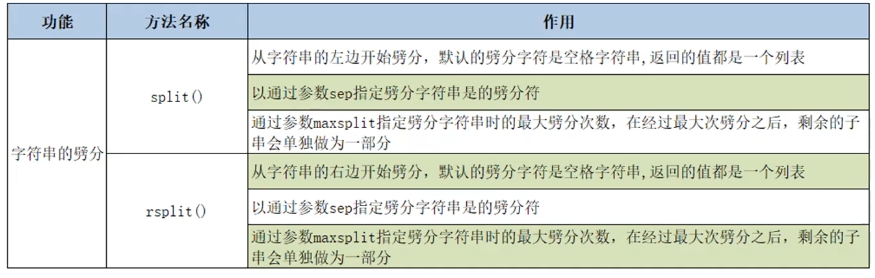 功能 方法名称 作用
从字符串的左边开始劈分，默认的劈分字符是空格字符串,返回的值都是一个列表
split()
以通过参数sep指定劈分字符串是的劈分符
通过参数maxsplit指定劈分字符串时的最大劈分次数，在经过最大次劈分之后，剩余的子
串会单独做为一部分
字符串的劈分
从字符串的右边开始劈分，默认的劈分字符是空格字符串,返回的值都是一个列表
rsplit()
以通过参数sep指定劈分字符串是的劈分符
通过参数maxsplit指定劈分字符串时的最大劈分次数，在经过最大次劈分之后，剩余的子
串会单独做为一部分